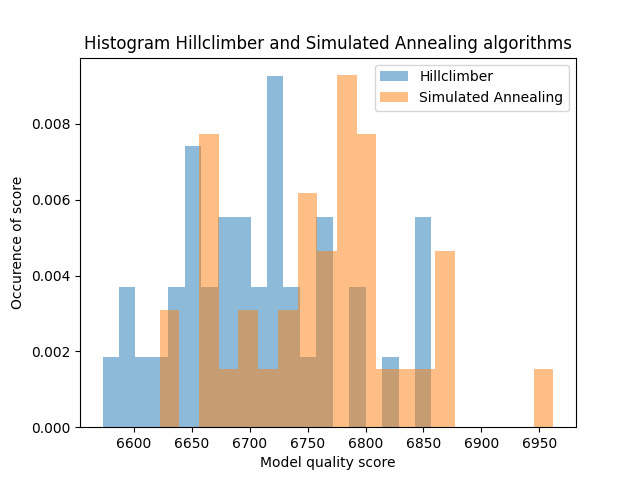 Histogram Hillclimber and Simulated Annealing algorithms
Hillclimber
Simulated Annealing
0.008
0.006
0.004
0.002
0.000
Occurence of score
6600 6650 6700 6750 6800 6850 6900 6950
Model quality score